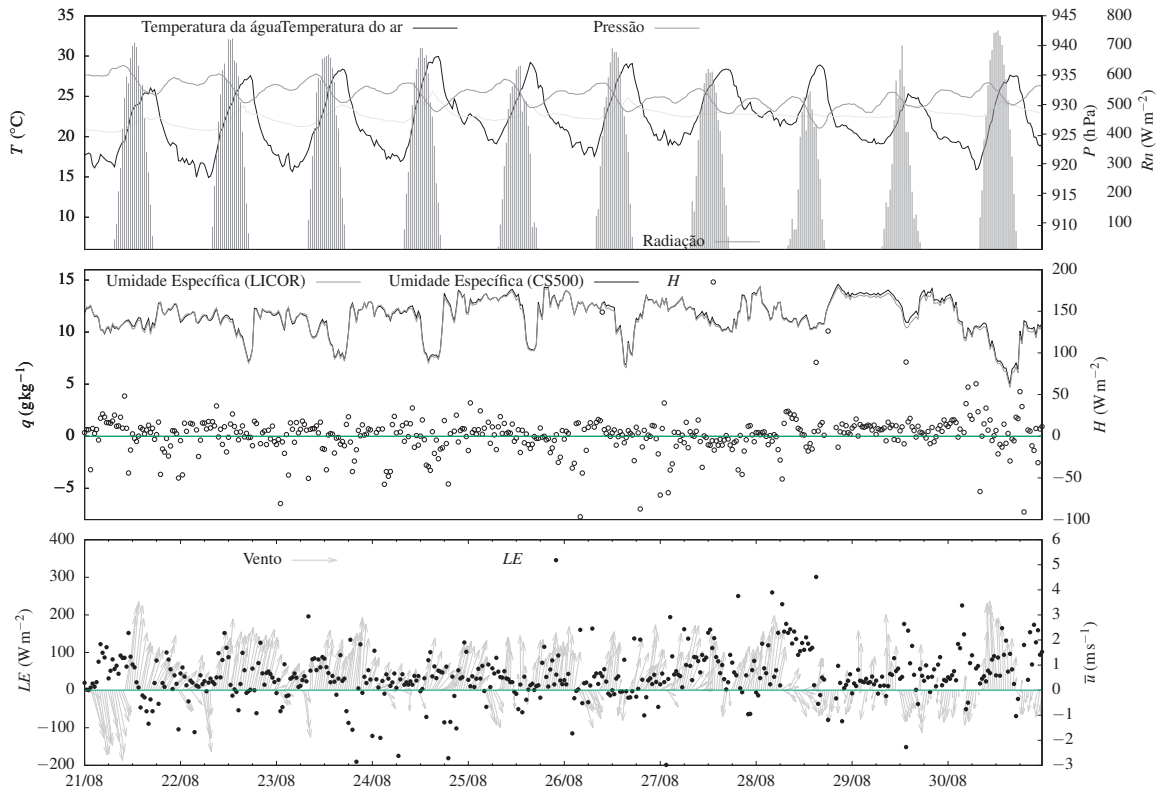 Temperatura da água Temperatura do ar Pressão
35 30 25 20 15 10
T (°C)
945 940 935 930 925 920 915 910
P (hPa)
800 700 600 500 400 300 200 100
Rn (W m−2)
Radiação
Umidade Específica (LICOR) Umidade Específica (CS500) H
15 10 5 0 −5
q (g kg−1)
200 150 100 50 0 −50 −100
H (W m−2)
Vento LE
400 300 200 100 0 −100 −200
LE (W m−2)
6 5 4 3 2 1 0 −1 −2 −3
u̅ (ms−1)
21/08 22/08 23/08 24/08 25/08 26/08 27/08 28/08 29/08 30/08